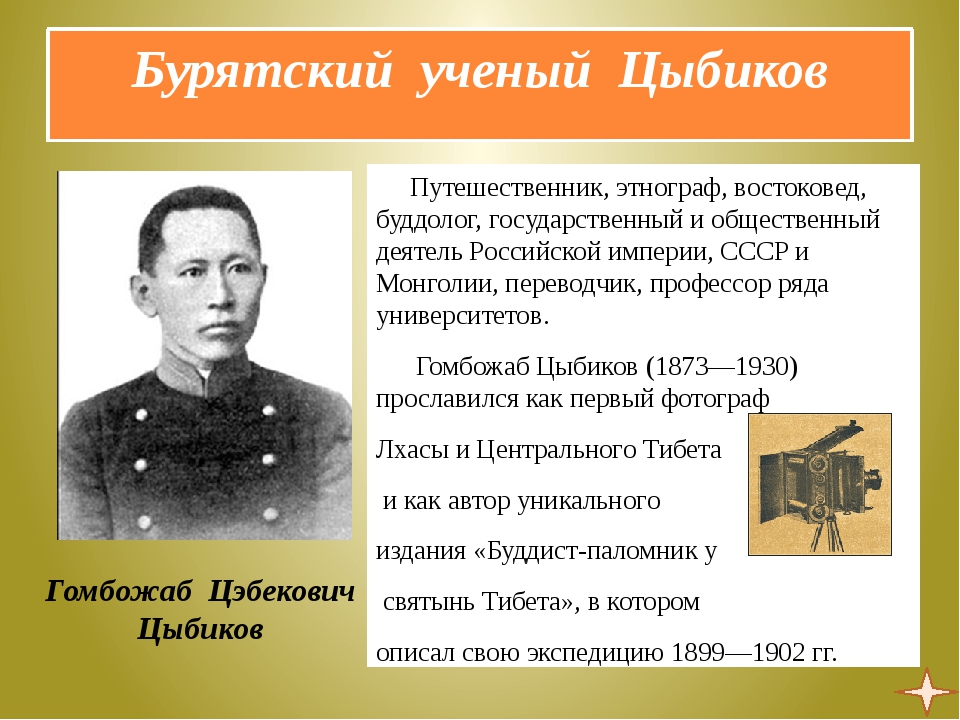 Бурятский ученый Цыбиков
Путешественник, этнограф, востоковед,
буддолог, государственный и общественный
деятель Российской империи, СССР и
Монголии, переводчик, профессор ряда
университетов.
Гомбожаб Цыбиков (1873—1930)
прославился как первый фотограф
Лхасы и Центрального Тибета
и как автор уникального
издания «Буддист-паломник у
святынь Тибета», в котором
описал свою экспедицию 1899—1902 гг.
Гомбожаб Цэбекович
Цыбиков